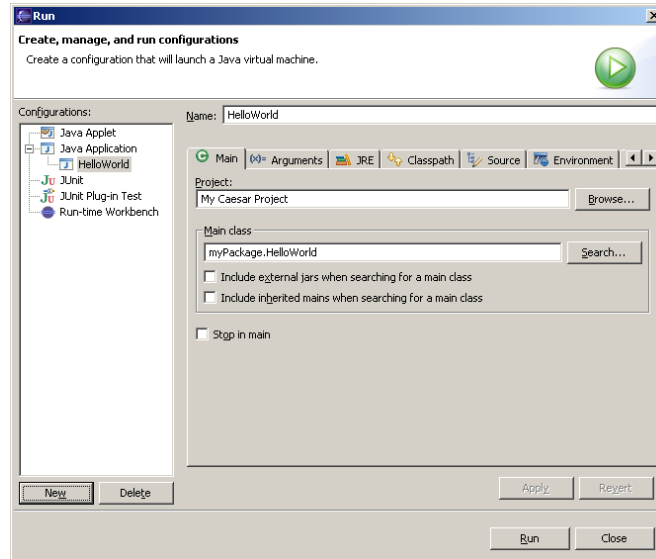 Run
Create, manage, and run configurations
Create a configuration that will launch a Java virtual machine.
Configurations:
Java Applet
Java Application
HelloWorld
JUnit
JUnit Plug-in Test
Run-time Workbench
New
Delete
Name: HelloWorld
Main (x)= Arguments JRE Classpath Source Environment
Project:
My Caesar Project Browse...
Main class
myPackage.HelloWorld Search...
Include external jars when searching for a main class
Include inherited mains when searching for a main class
Stop in main
Apply Revert
Run Close